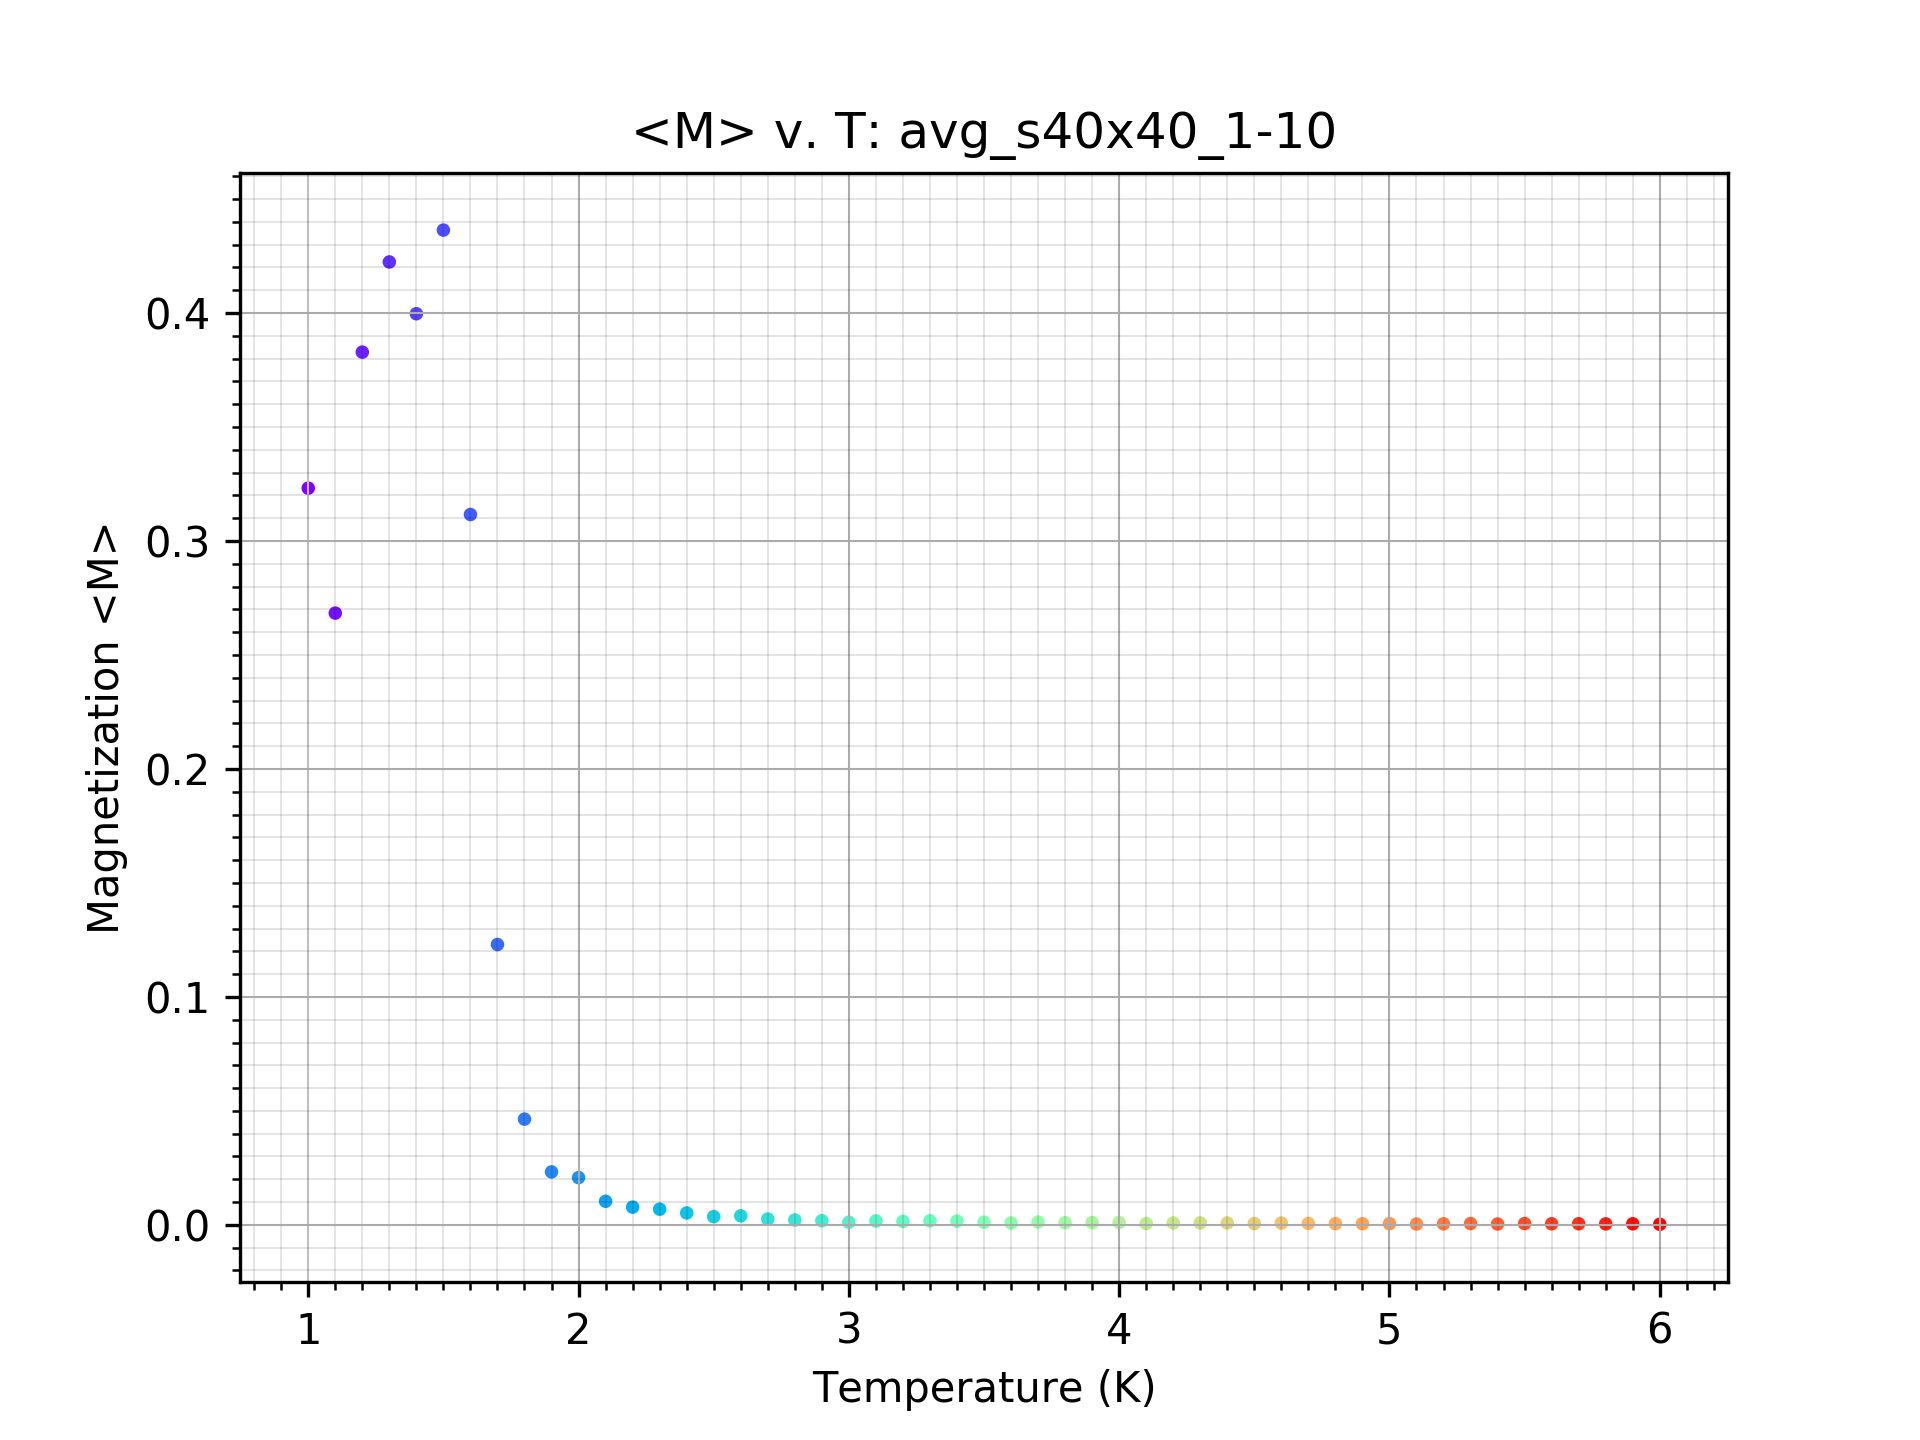 <M> v. T: avg_s40x40_1-10
Magnetization <M>
0.4
0.3
0.2
0.1
0.0
1 2 3 4 5 6
Temperature (K)